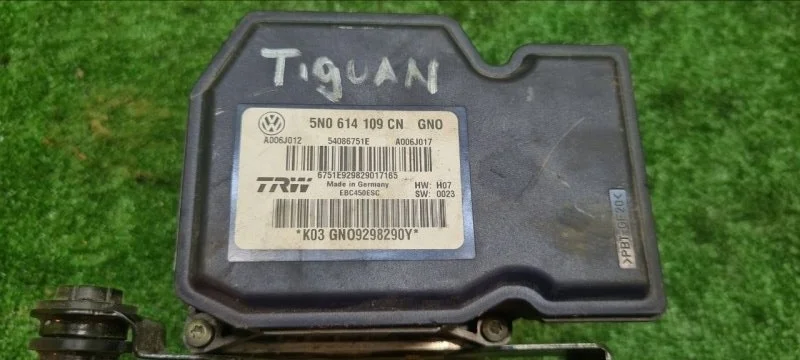 TiguAN
5N0 614 109 CN GNO
A006J012 54086751E A006J017
6751E929829017165
TRW Made in Germany HW: H07
EBC450ESC SW: 0023
*K03 GNO9298290Y*